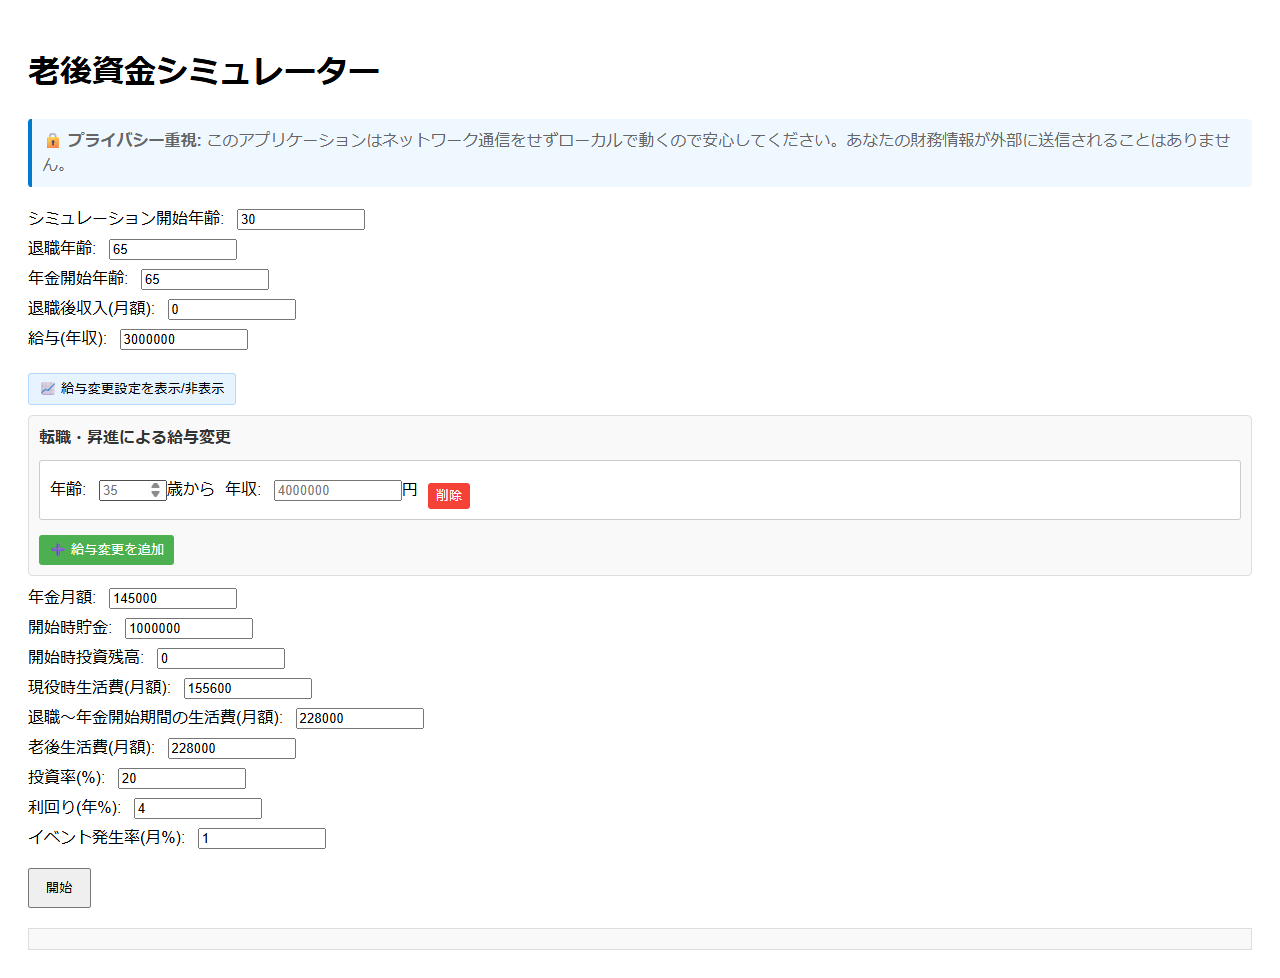 老後資金シミュレーター
🔒 プライバシー重視: このアプリケーションはネットワーク通信をせずローカルで動くので安心してください。あなたの財務情報が外部に送信されることはありませ
ん。
シミュレーション開始年齢: 30
退職年齢: 65
年金開始年齢: 65
退職後収入(月額): 0
給与(年収): 3000000
📈 給与変更設定を表示/非表示
転職・昇進による給与変更
年齢: 35 歳から 年収: 4000000 円 削除
➕ 給与変更を追加
年金月額: 145000
開始時貯金: 1000000
開始時投資残高: 0
現役時生活費(月額): 155600
退職～年金開始期間の生活費(月額): 228000
老後生活費(月額): 228000
投資率(%): 20
利回り(年%): 4
イベント発生率(月%): 1
開始